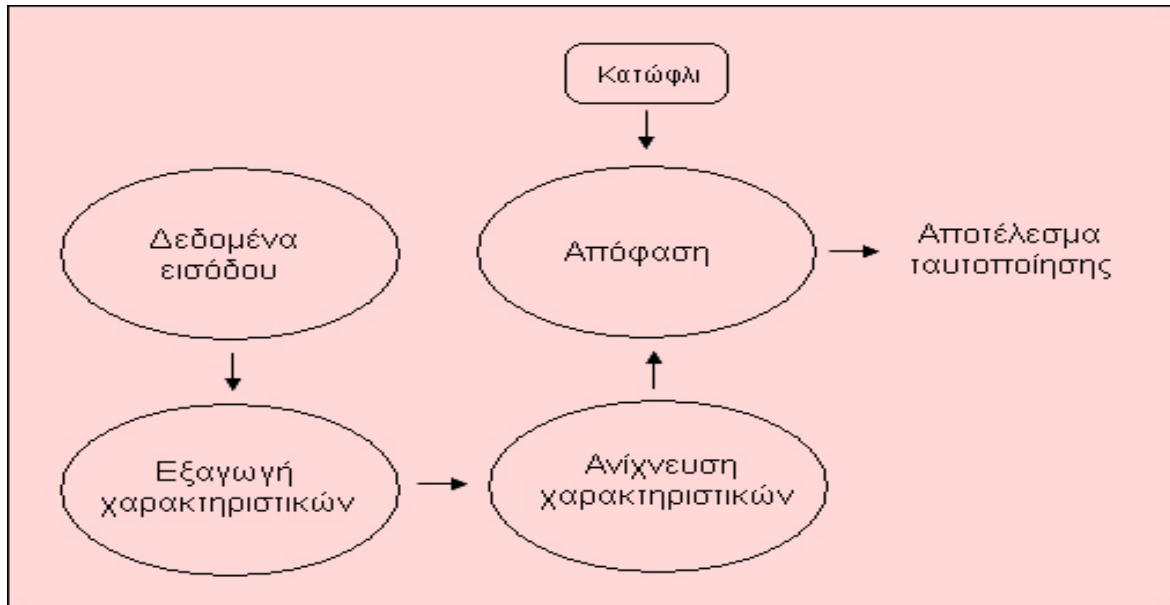 Κατώφλι
Δεδομένα
εισόδου
Απόφαση
Αποτέλεσμα
ταυτοποίησης
Εξαγωγή
χαρακτηριστικών
Ανίχνευση
χαρακτηριστικών